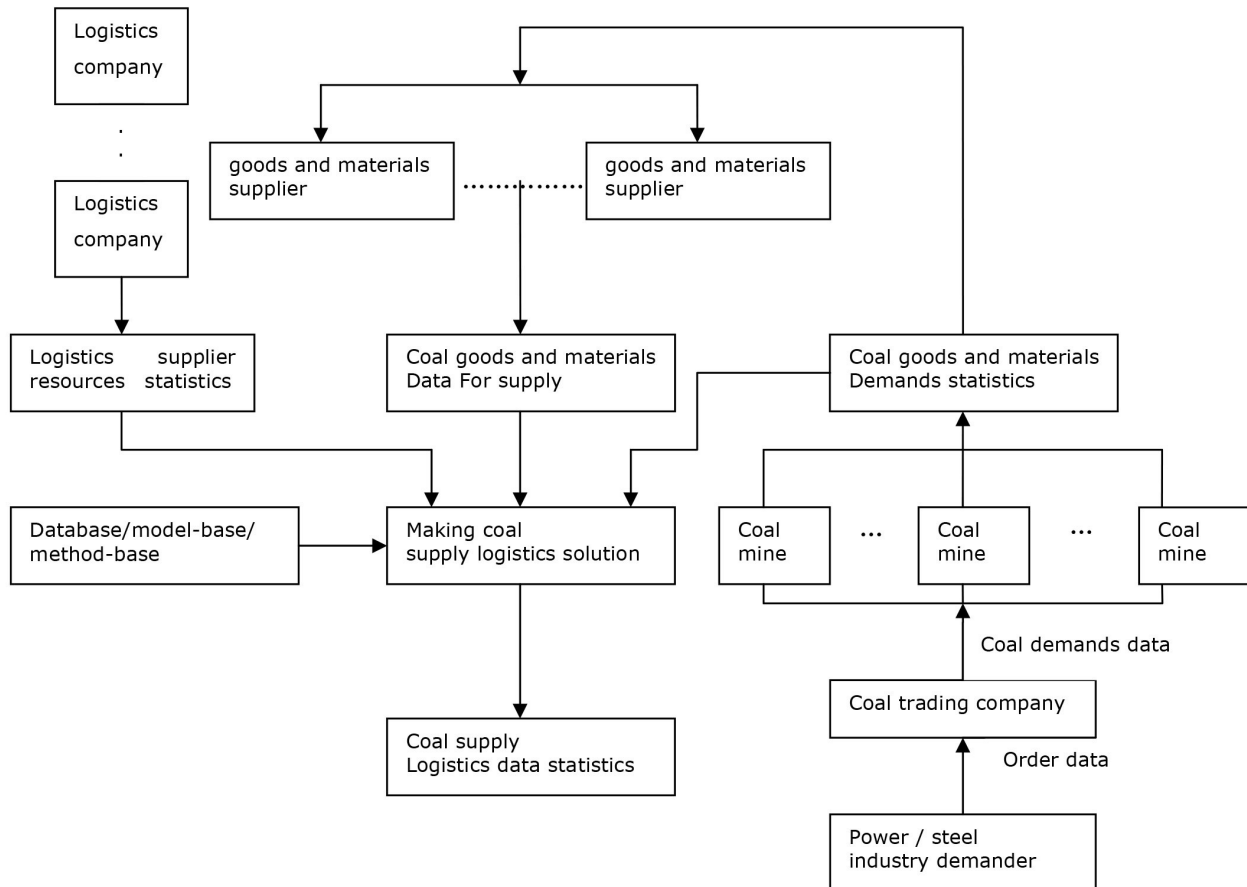 Logistics
company
.
.
Logistics
company
goods and materials
supplier
..............
goods and materials
supplier
Logistics supplier
resources statistics
Coal goods and materials
Data For supply
Coal goods and materials
Demands statistics
Database/model-base/
method-base
Making coal
supply logistics solution
Coal
mine
...
Coal
mine
...
Coal
mine
Coal demands data
Coal trading company
Order data
Coal supply
Logistics data statistics
Power / steel
industry demander